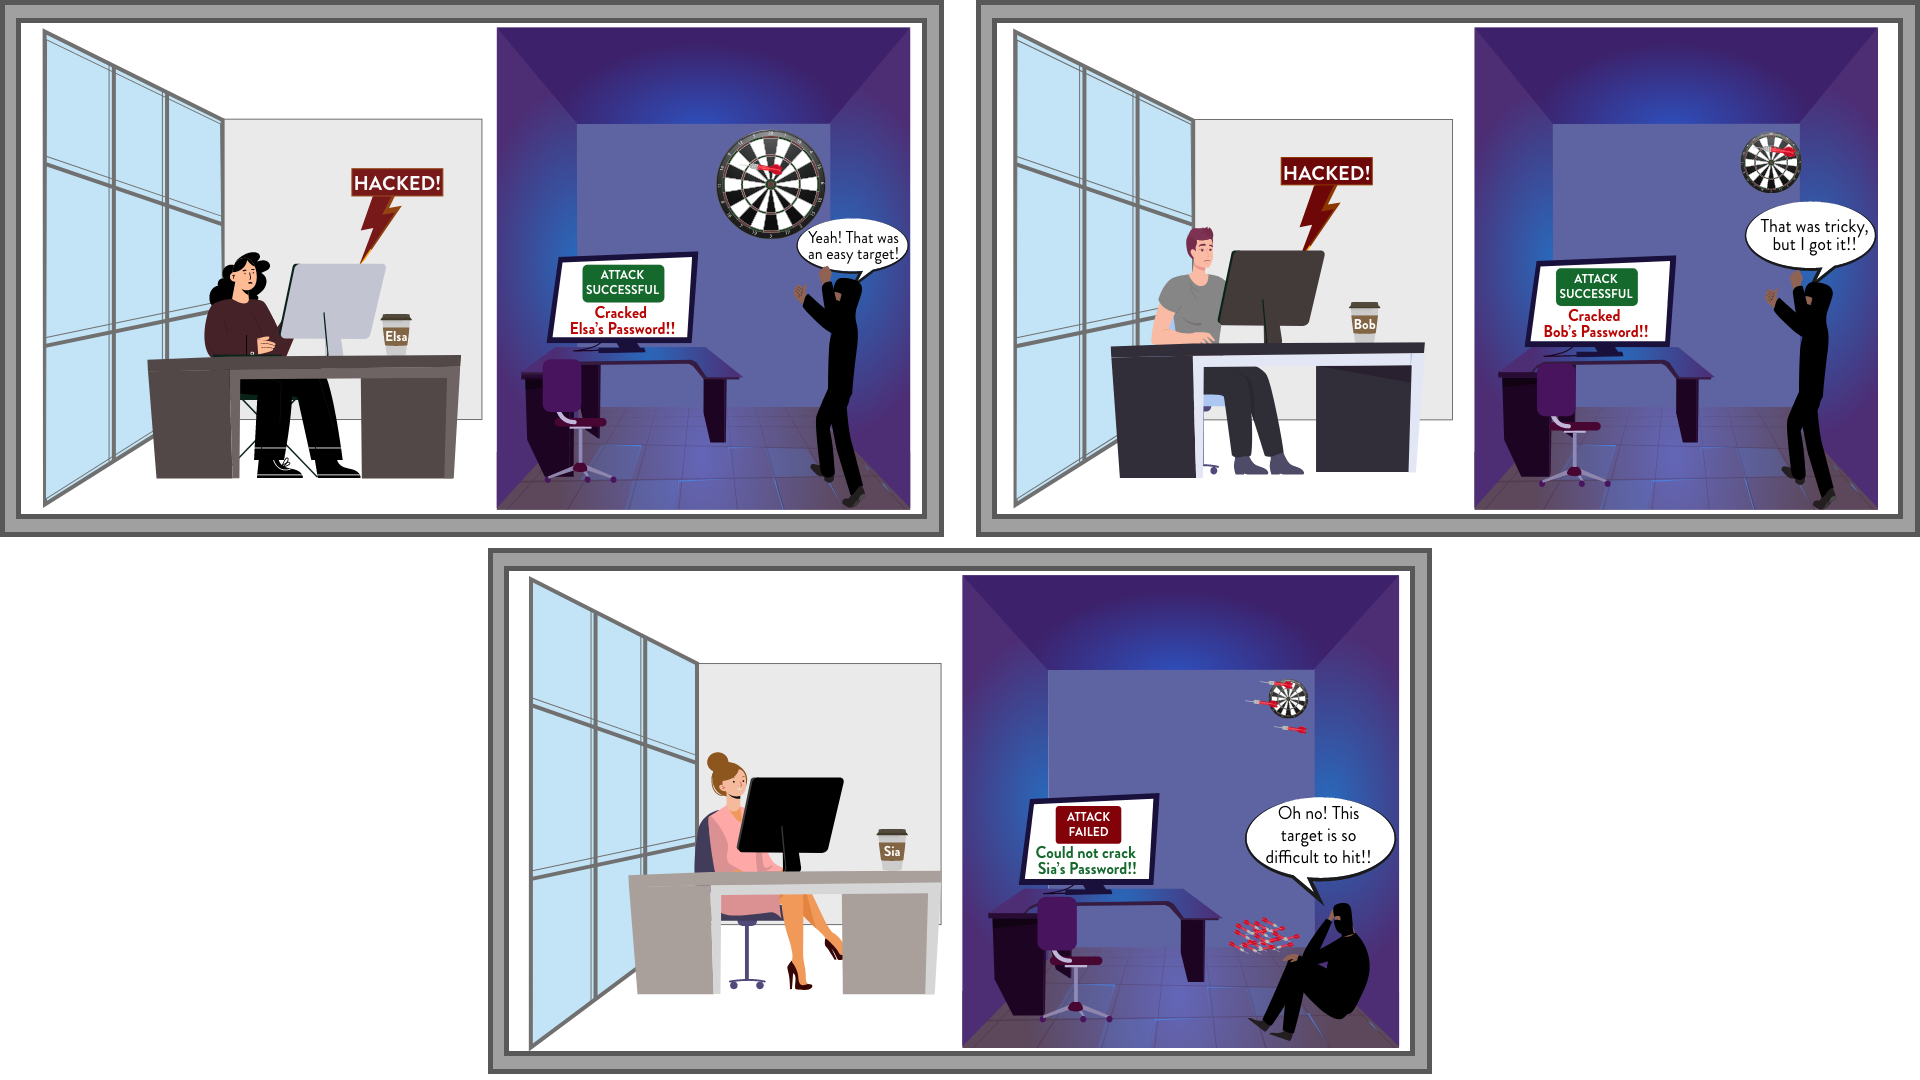 HACKED!
Elsa
ATTACK
SUCCESSFUL
Cracked
Elsa's Password!!
Yeah! That was
an easy target!
HACKED!
Bob
ATTACK
SUCCESSFUL
Cracked
Bob's Password!!
That was tricky,
but I got it!!
Sia
ATTACK
FAILED
Could not crack
Sia's Password!!
Oh no! This
target is so
difficult to hit!!